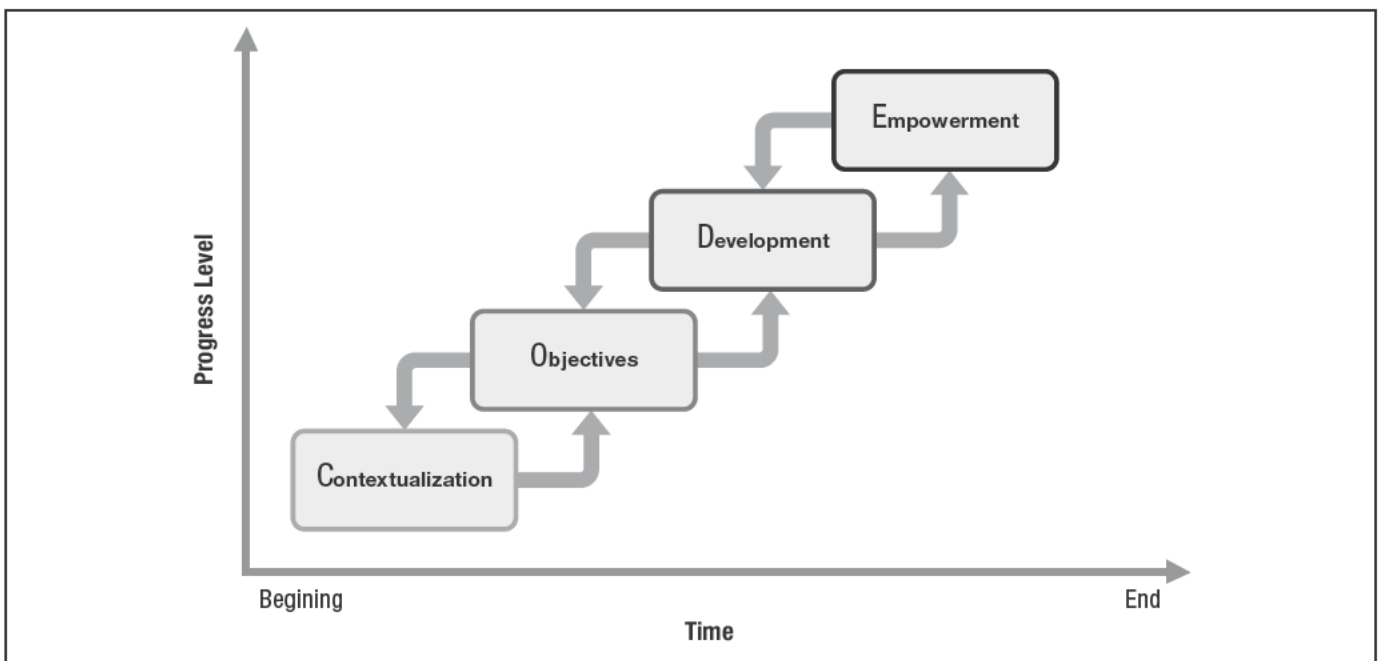 Empowerment
Development
Objectives
Contextualization
Progress Level
Begining
End
Time